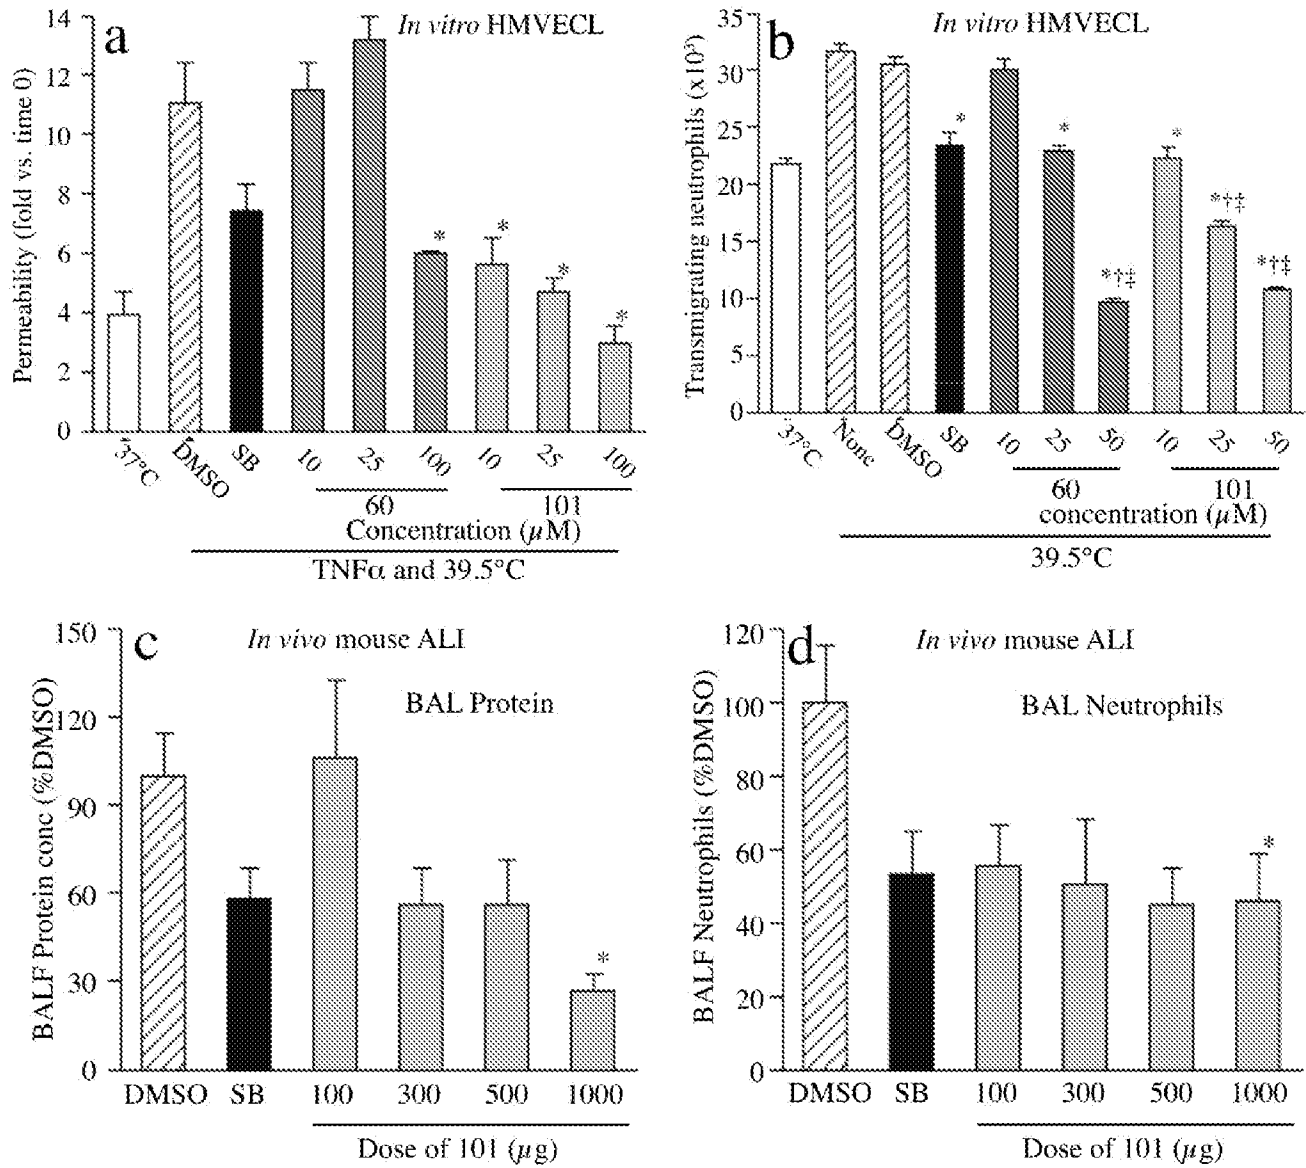 a
In vitro HMVECL
Permeability (fold vs. time 0)
14
12
10
8
6
4
2
0
*
*
*
*
37°C
DMSO
SB
10
25
100
10
25
100
60
101
Concentration (µM)
TNFα and 39.5°C
b
In vitro HMVECL
Transmigrating neutrophils (x10³)
35
30
25
20
15
10
5
0
*
*
*†‡
*
*†‡
*†‡
37°C
None
DMSO
SB
10
25
50
10
25
50
60
101
concentration (µM)
39.5°C
c
In vivo mouse ALI
BAL Protein
BALF Protein conc (%DMSO)
150
120
90
60
30
0
*
DMSO SB 100 300 500 1000
Dose of 101 (µg)
d
In vivo mouse ALI
BAL Neutrophils
BALF Neutrophils (%DMSO)
120
100
80
60
40
20
0
*
DMSO SB 100 300 500 1000
Dose of 101 (µg)